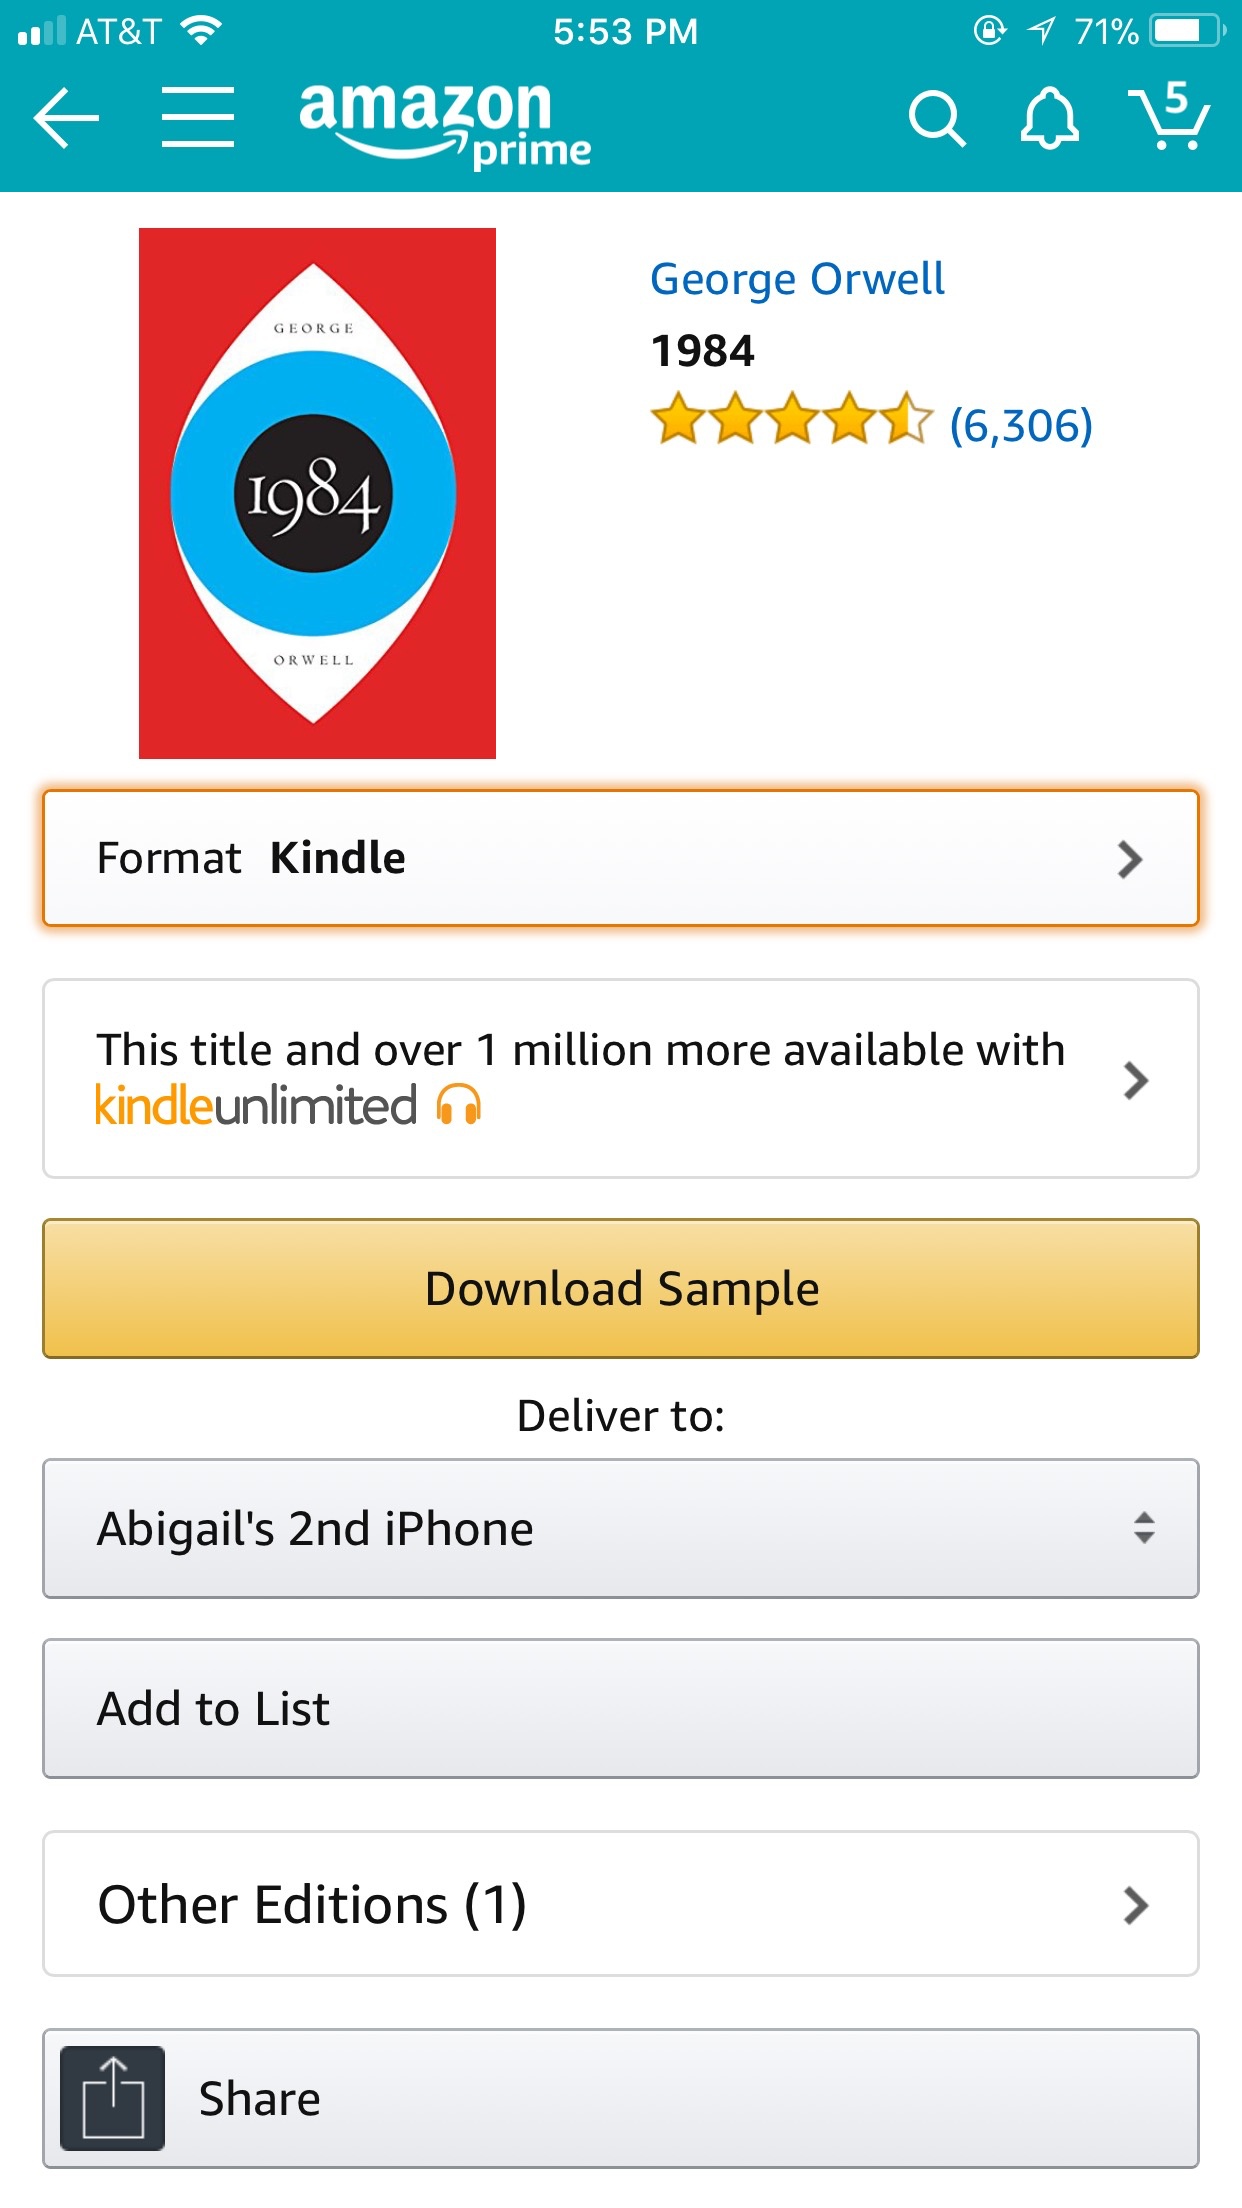 AT&T 5:53 PM 71%
amazon prime 5
GEORGE
1984
ORWELL
George Orwell
1984
(6,306)
Format Kindle
This title and over 1 million more available with
kindleunlimited
Download Sample
Deliver to:
Abigail's 2nd iPhone
Add to List
Other Editions (1)
Share